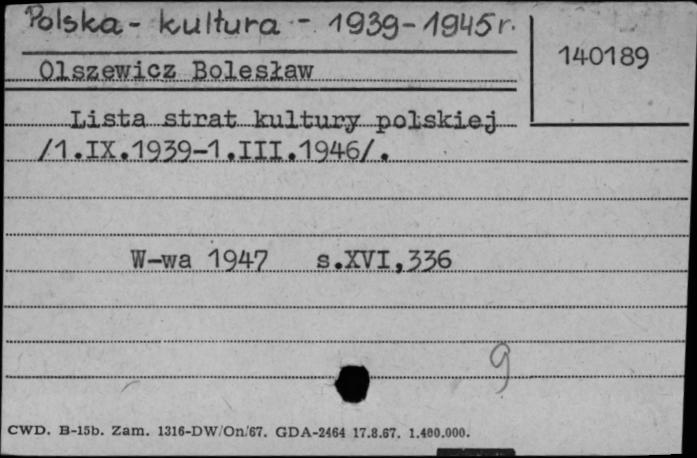 Polska - kultura - 1939-1945r.
140189
Olszewicz Bolesław
Lista strat kultury polskiej
/1.IX.1939-1.III.1946/.
W-wa 1947 s.XVI,336
9
CWD. B-15b. Zam. 1316-DW/On/67. GDA-2464 17.8.67. 1.400.000.